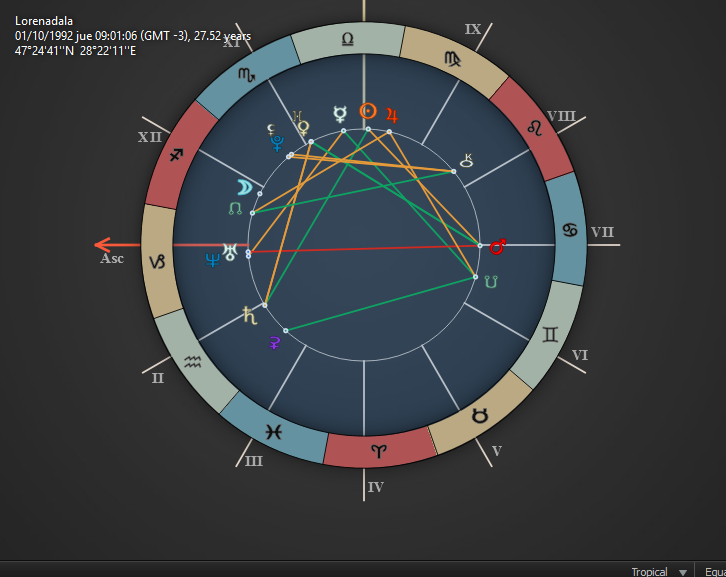 Lorenadala
01/10/1992 jue 09:01:06 (GMT -3), 27.52 years
47°24'41''N  28°22'11''E
XI
IX
VIII
XII
VII
Asc
II
VI
III
V
IV
Tropical
Equa